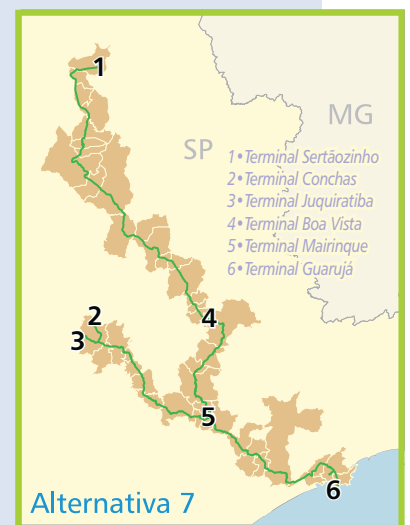 1
MG
SP
1•Terminal Sertãozinho
2•Terminal Conchas
3•Terminal Juquiratiba
4•Terminal Boa Vista
5•Terminal Mairinque
6•Terminal Guarujá
2
4
3
5
6
Alternativa 7